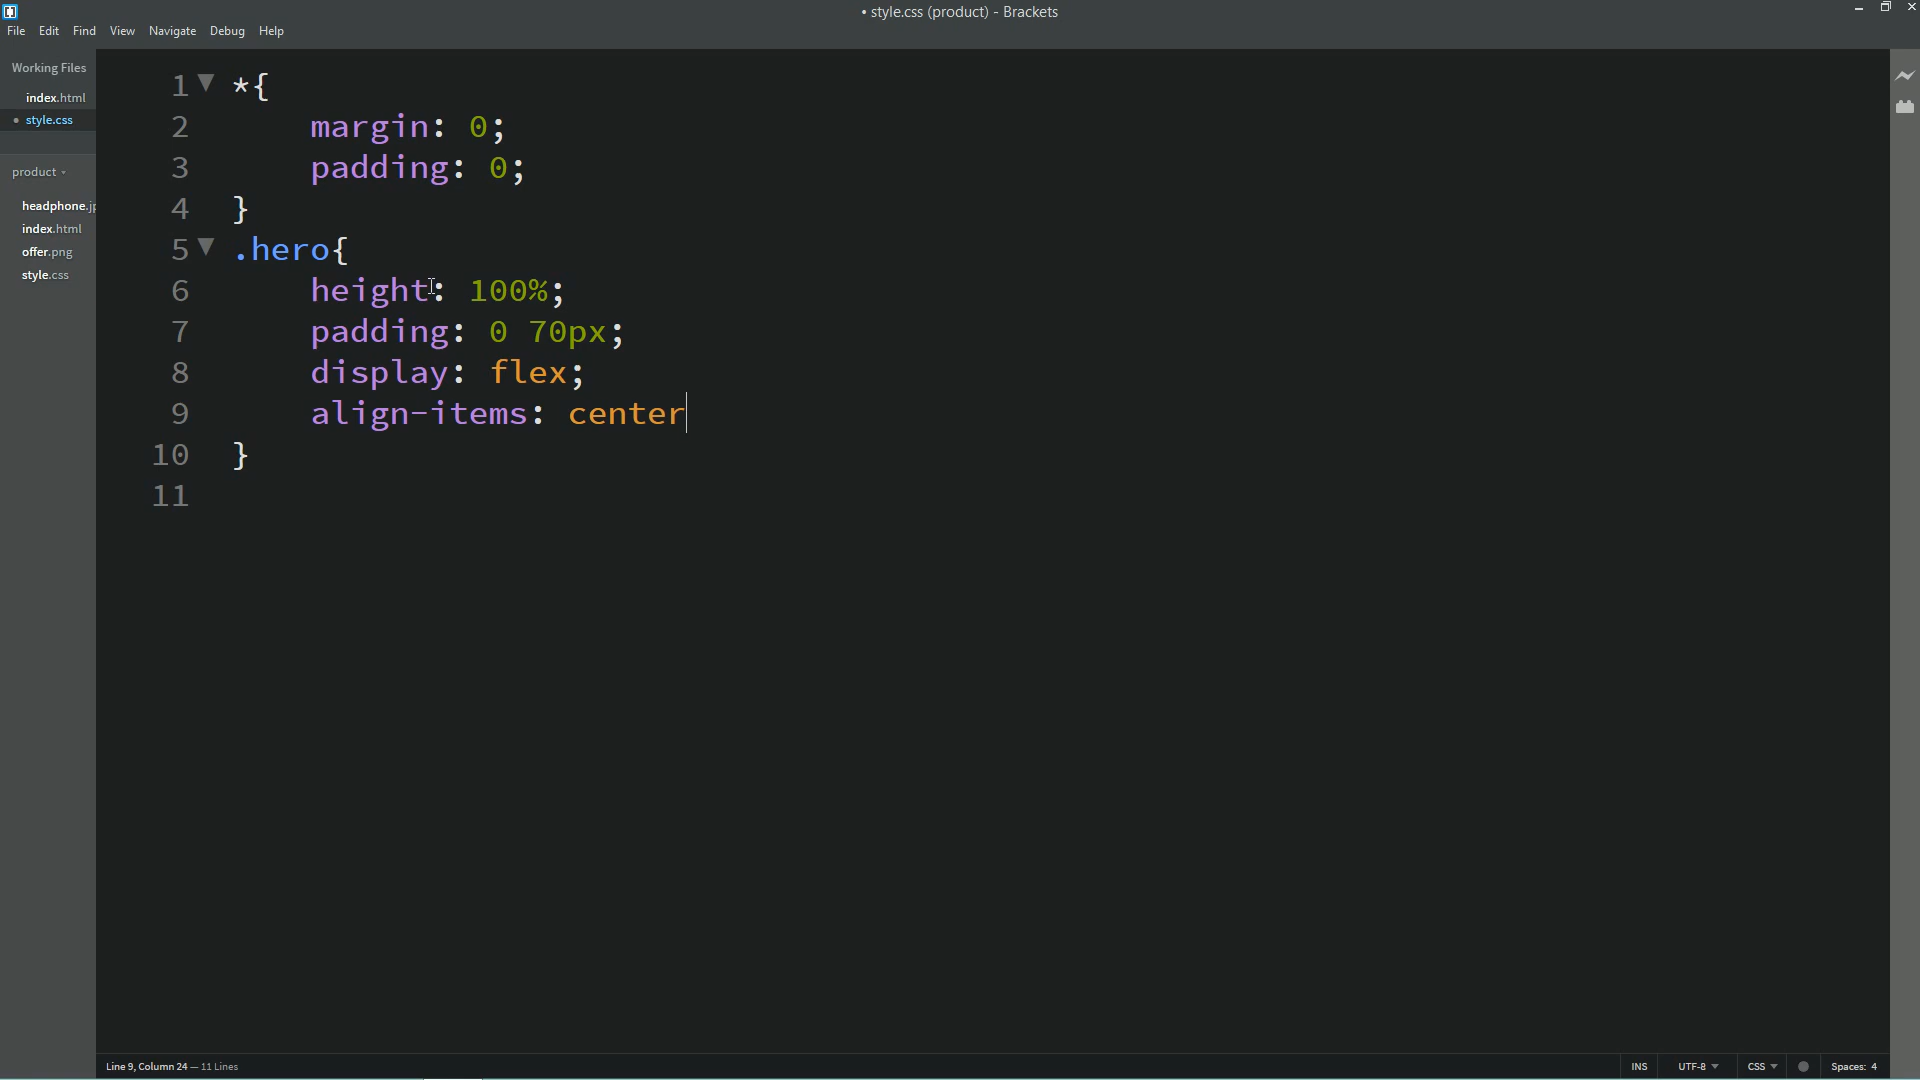 • style.css (product) - Brackets
File Edit Find View Navigate Debug Help
Working Files
index.html
• style.css
product
headphone.jp
index.html
offer.png
style.css
1 *{
2 margin: 0;
3 padding: 0;
4 }
5 .hero{
6 height: 100%;
7 padding: 0 70px;
8 display: flex;
9 align-items: center
10 }
11
Line 9, Column 24 — 11 Lines
INS UTF-8 CSS Spaces: 4